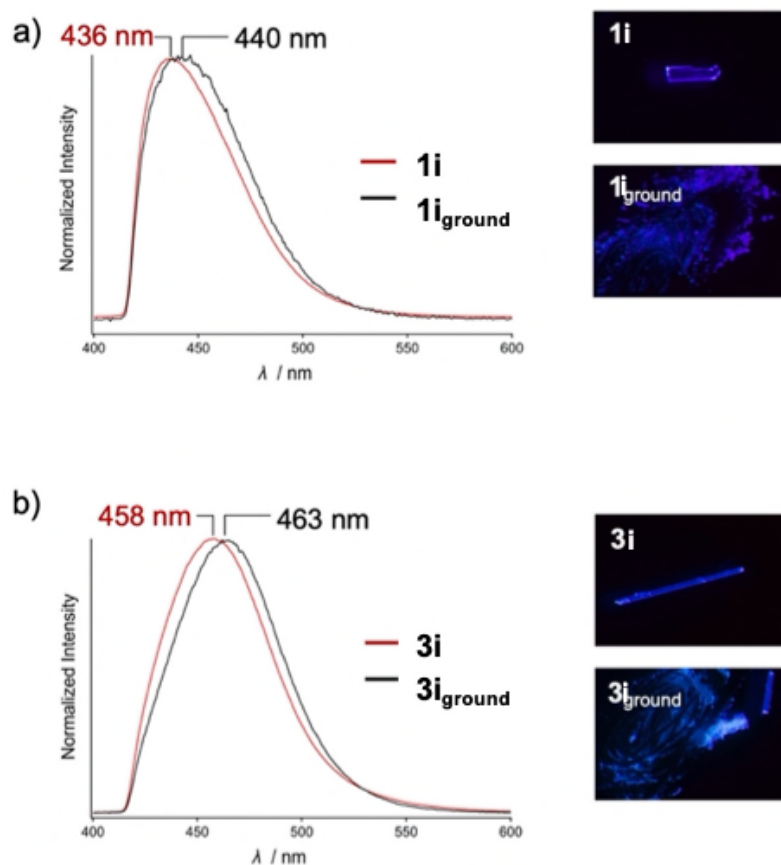 a)
436 nm 440 nm
Normalized Intensity
1i
1iground
400 450 500 550 600
λ / nm
1i
1iground
b)
458 nm 463 nm
Normalized Intensity
3i
3iground
400 450 500 550 600
λ / nm
3i
3iground